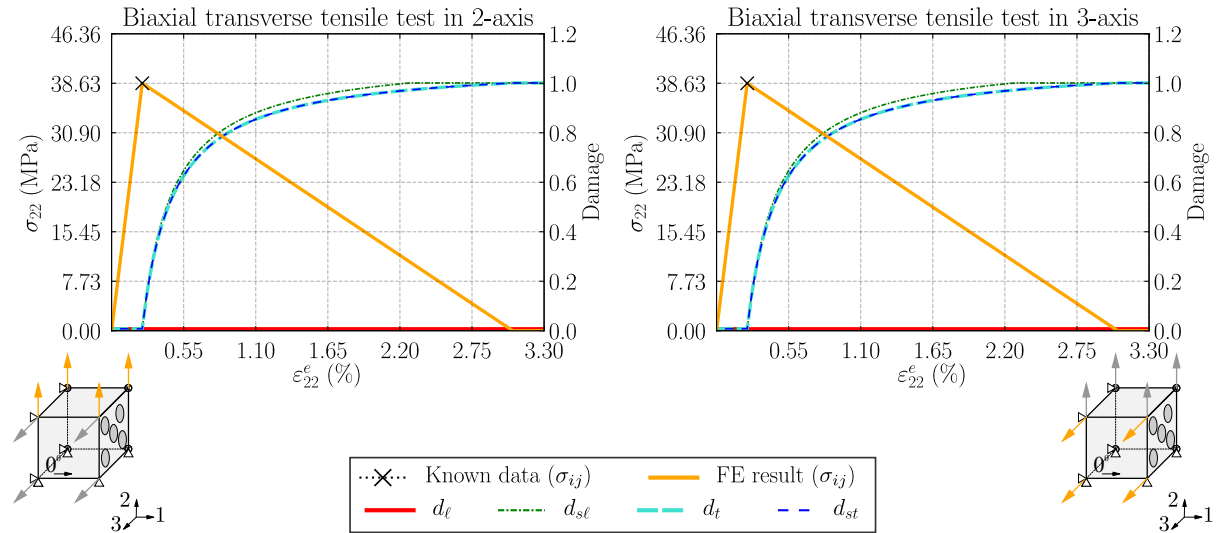 Biaxial transverse tensile test in 2-axis
46.36
38.63
30.90
23.18
15.45
7.73
0.00
σ22 (MPa)
1.2
1.0
0.8
0.6
0.4
0.2
0.0
Damage
0.55 1.10 1.65 2.20 2.75 3.30
ε^e_22 (%)
Biaxial transverse tensile test in 3-axis
46.36
38.63
30.90
23.18
15.45
7.73
0.00
σ22 (MPa)
1.2
1.0
0.8
0.6
0.4
0.2
0.0
Damage
0.55 1.10 1.65 2.20 2.75 3.30
ε^e_22 (%)
0°
2
3 1
0°
2
3 1
Known data (σij) FE result (σij)
dℓ dsℓ dt dst